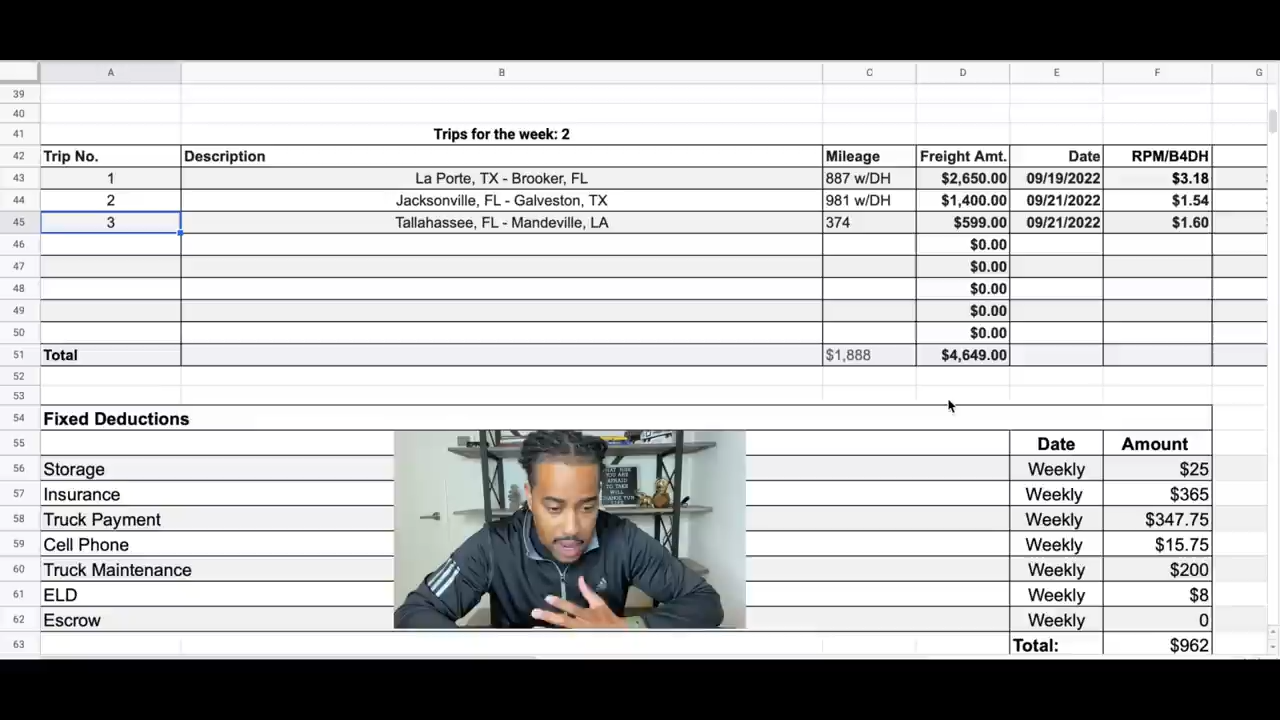 A B C D E F G
39
40
41 Trips for the week: 2
42 Trip No. Description Mileage Freight Amt. Date RPM/B4DH
43 1 La Porte, TX - Brooker, FL 887 w/DH $2,650.00 09/19/2022 $3.18
44 2 Jacksonville, FL - Galveston, TX 981 w/DH $1,400.00 09/21/2022 $1.54
45 3 Tallahassee, FL - Mandeville, LA 374 $599.00 09/21/2022 $1.60
46 $0.00
47 $0.00
48 $0.00
49 $0.00
50 $0.00
51 Total $1,888 $4,649.00
52
53
54 Fixed Deductions
55 Date Amount
56 Storage Weekly $25
57 Insurance Weekly $365
58 Truck Payment Weekly $347.75
59 Cell Phone Weekly $15.75
60 Truck Maintenance Weekly $200
61 ELD Weekly $8
62 Escrow Weekly 0
63 Total: $962
YOU ARE
AFRAID
TO TAKE
WILL